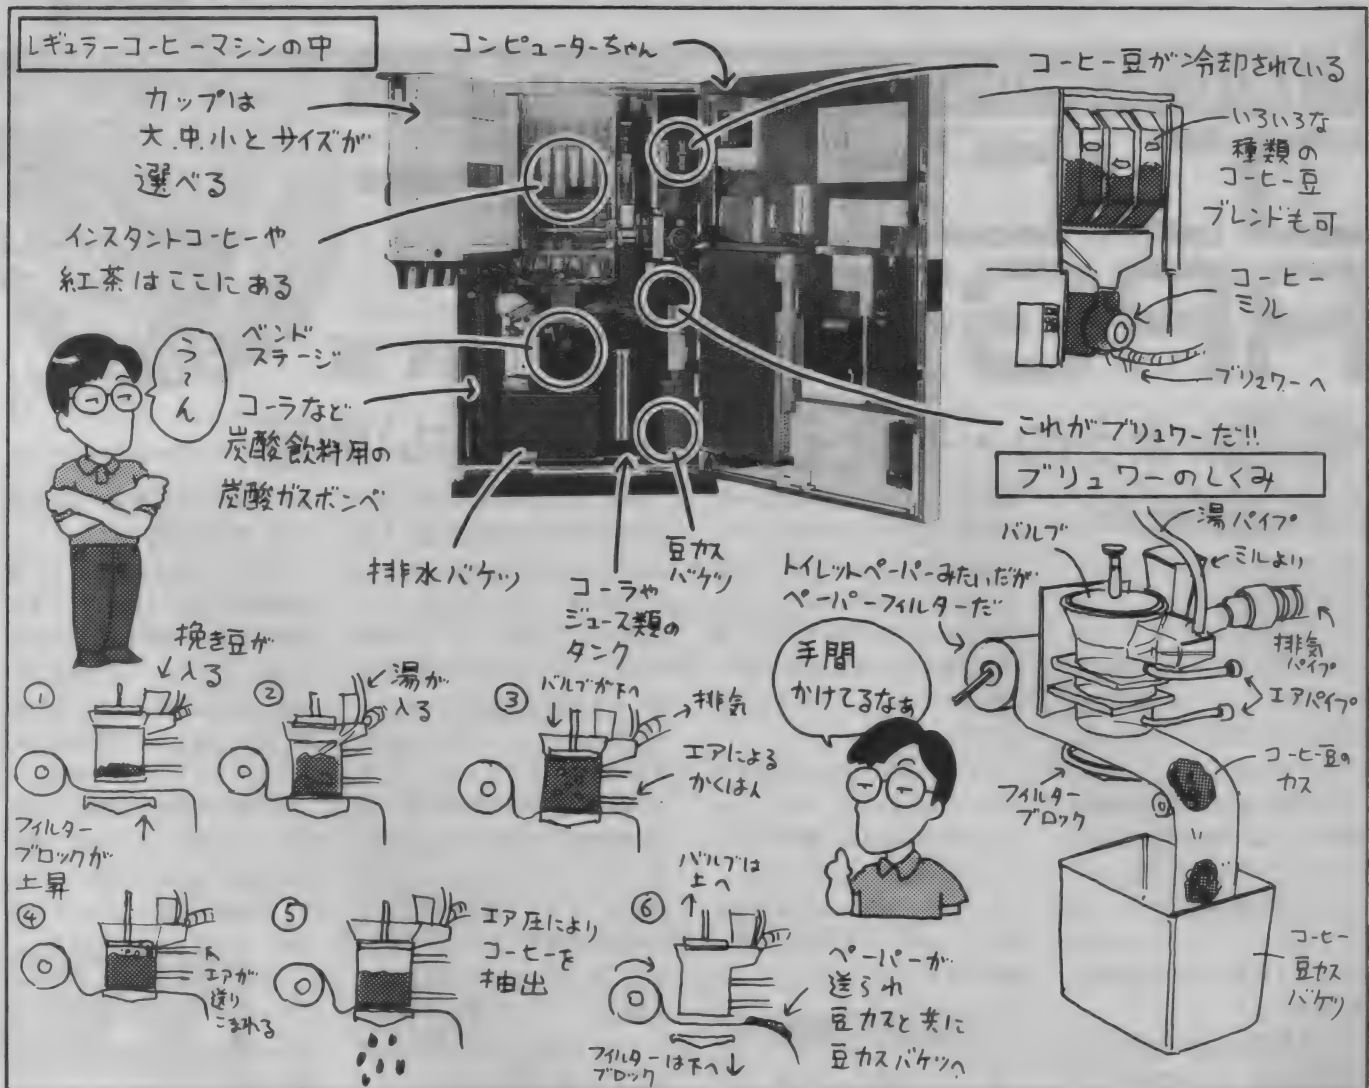 レギュラーコーヒーマシンの中
コンピューターちゃん
コーヒー豆が冷却されている
カップは
大.中.小とサイズが
選べる
インスタントコーヒーや
紅茶はここにある
いろいろな
種類の
コーヒー豆
ブレンドも可
コーヒー
ミル
ブリュワーへ
う〜ん
ベンド
ステージ
コーラなど
炭酸飲料用の
炭酸ガスボンベ
これがブリュワーだ!!
排水バケツ
コーラや
ジュース類の
タンク
豆カス
バケツ
ブリュワーのしくみ
バルブ
湯パイプ
ミルより
排気
パイプ
エアパイプ
トイレットペーパーみたいだが
ペーパーフィルターだ
フィルター
ブロック
コーヒー豆の
カス
コーヒー
豆カス
バケツ
手間
かけてるなぁ
①
挽き豆が
入る
フィルター
ブロックが
上昇
②
湯が
入る
③
バルブが下へ
排気
エアによる
かくはん
④
エアが
送り
こまれる
⑤
エア圧により
コーヒーを
抽出
⑥
バルブは
上へ
フィルター
ブロック
は下へ
ペーパーが
送られ
豆カスと共に
豆カスバケツへ